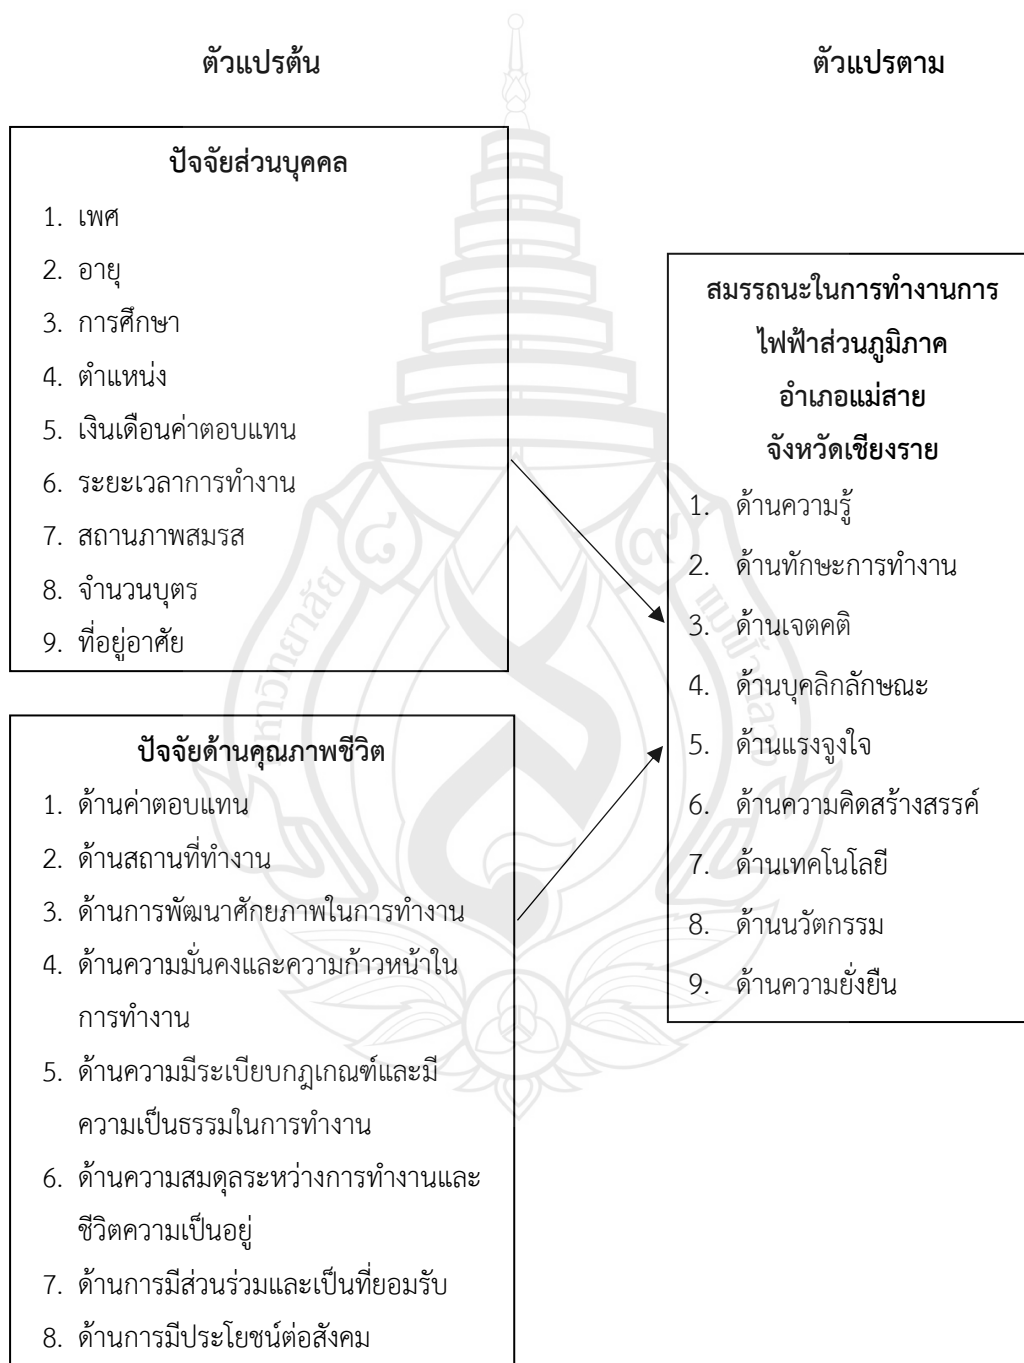 ตัวแปรต้น
ตัวแปรตาม
ปัจจัยส่วนบุคคล
1. เพศ
2. อายุ
3. การศึกษา
4. ตำแหน่ง
5. เงินเดือนค่าตอบแทน
6. ระยะเวลาการทำงาน
7. สถานภาพสมรส
8. จำนวนบุตร
9. ที่อยู่อาศัย
ปัจจัยด้านคุณภาพชีวิต
1. ด้านค่าตอบแทน
2. ด้านสถานที่ทำงาน
3. ด้านการพัฒนาศักยภาพในการทำงาน
4. ด้านความมั่นคงและความก้าวหน้าใน
การทำงาน
5. ด้านความมีระเบียบกฎเกณฑ์และมี
ความเป็นธรรมในการทำงาน
6. ด้านความสมดุลระหว่างการทำงานและ
ชีวิตความเป็นอยู่
7. ด้านการมีส่วนร่วมและเป็นที่ยอมรับ
8. ด้านการมีประโยชน์ต่อสังคม
สมรรถนะในการทำงานการ
ไฟฟ้าส่วนภูมิภาค
อำเภอแม่สาย
จังหวัดเชียงราย
1. ด้านความรู้
2. ด้านทักษะการทำงาน
3. ด้านเจตคติ
4. ด้านบุคลิกลักษณะ
5. ด้านแรงจูงใจ
6. ด้านความคิดสร้างสรรค์
7. ด้านเทคโนโลยี
8. ด้านนวัตกรรม
9. ด้านความยั่งยืน
มหาวิทยาลัย
แม่ฟ้าหลวง
๘
๙